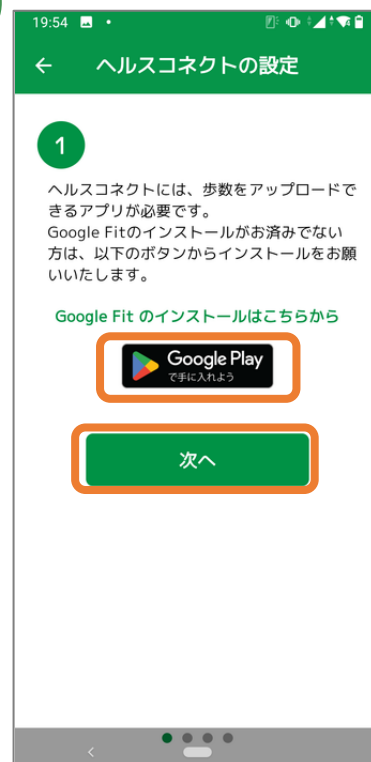 19:54
ヘルスコネクトの設定
1
ヘルスコネクトには、歩数をアップロードで
きるアプリが必要です。
Google Fitのインストールがお済みでない
方は、以下のボタンからインストールをお願
いいたします。
Google Fit のインストールはこちらから
Google Play
で手に入れよう
次へ